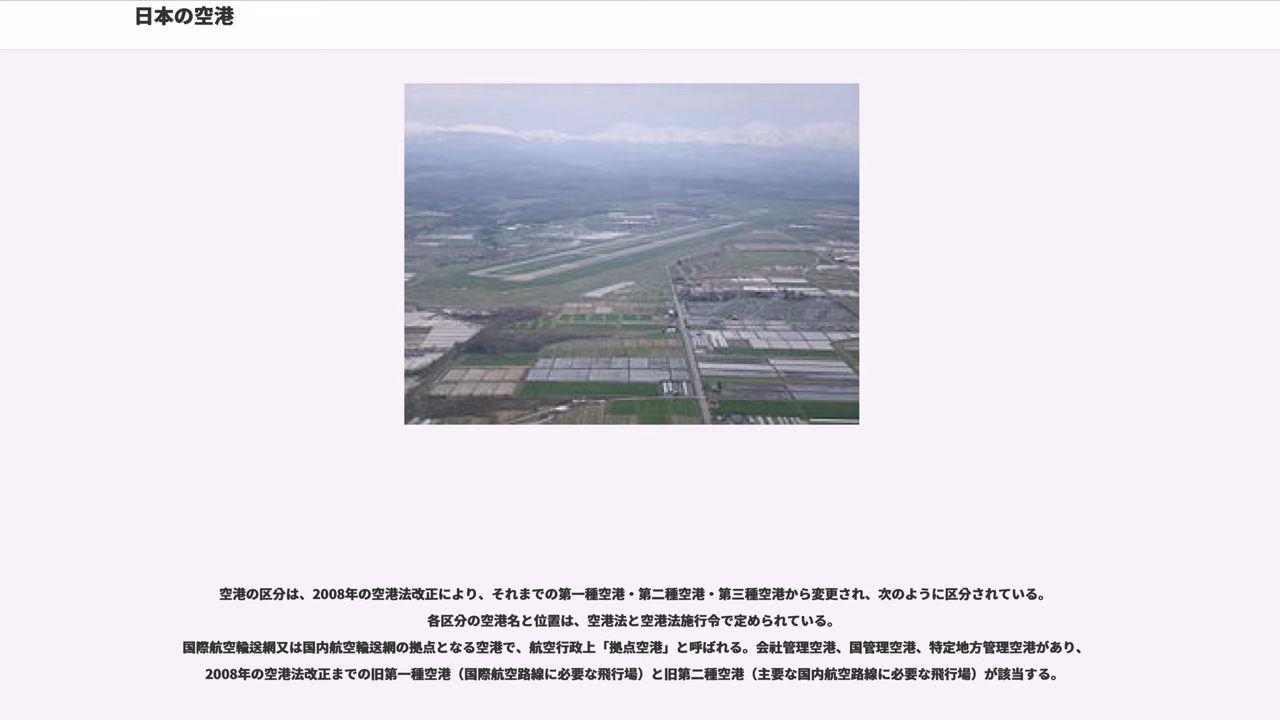 日本の空港
空港の区分は、2008年の空港法改正により、それまでの第一種空港・第二種空港・第三種空港から変更され、次のように区分されている。
各区分の空港名と位置は、空港法と空港法施行令で定められている。
国際航空輸送網又は国内航空輸送網の拠点となる空港で、航空行政上「拠点空港」と呼ばれる。会社管理空港、国管理空港、特定地方管理空港があり、
2008年の空港法改正までの旧第一種空港（国際航空路線に必要な飛行場）と旧第二種空港（主要な国内航空路線に必要な飛行場）が該当する。